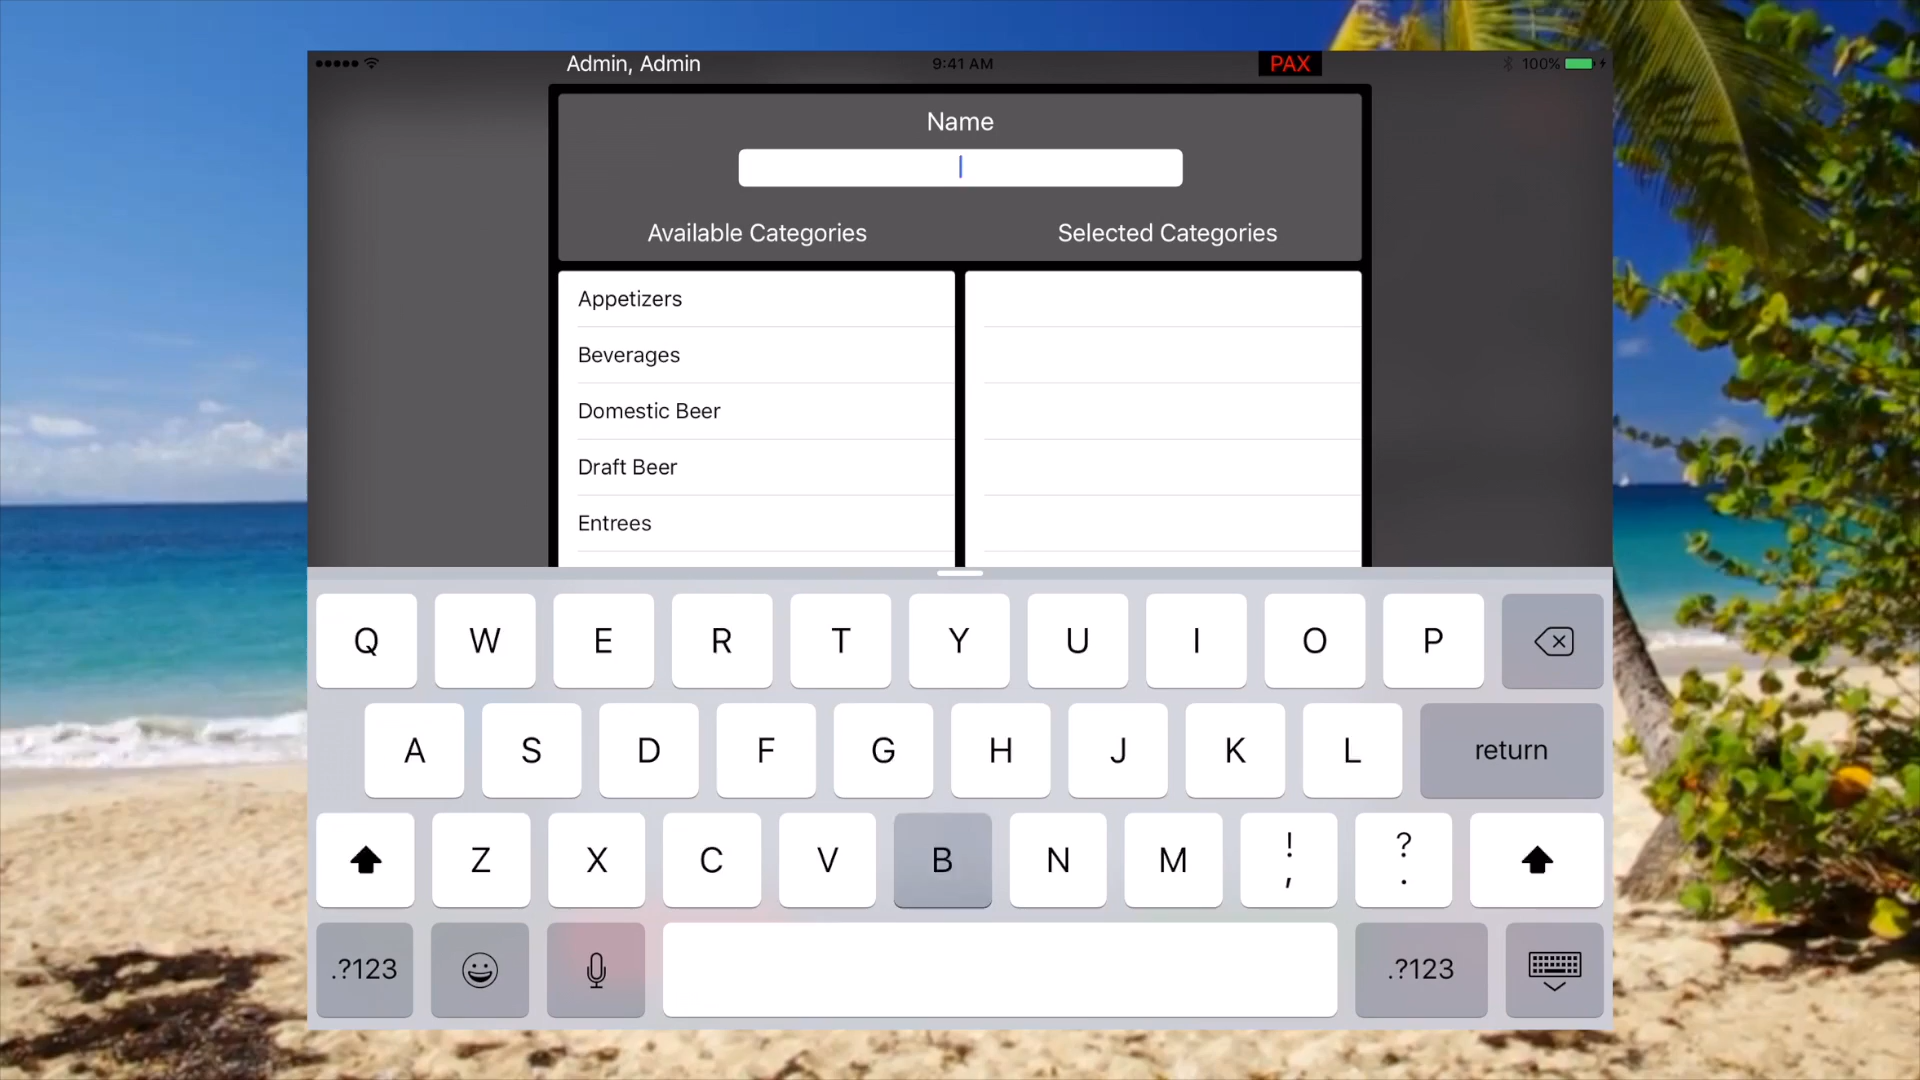 Admin, Admin
9:41 AM
PAX
100%
Name
Available Categories
Selected Categories
Appetizers
Beverages
Domestic Beer
Draft Beer
Entrees
Q W E R T Y U I O P
A S D F G H J K L return
Z X C V B N M ! , ? .
.?123 .?123